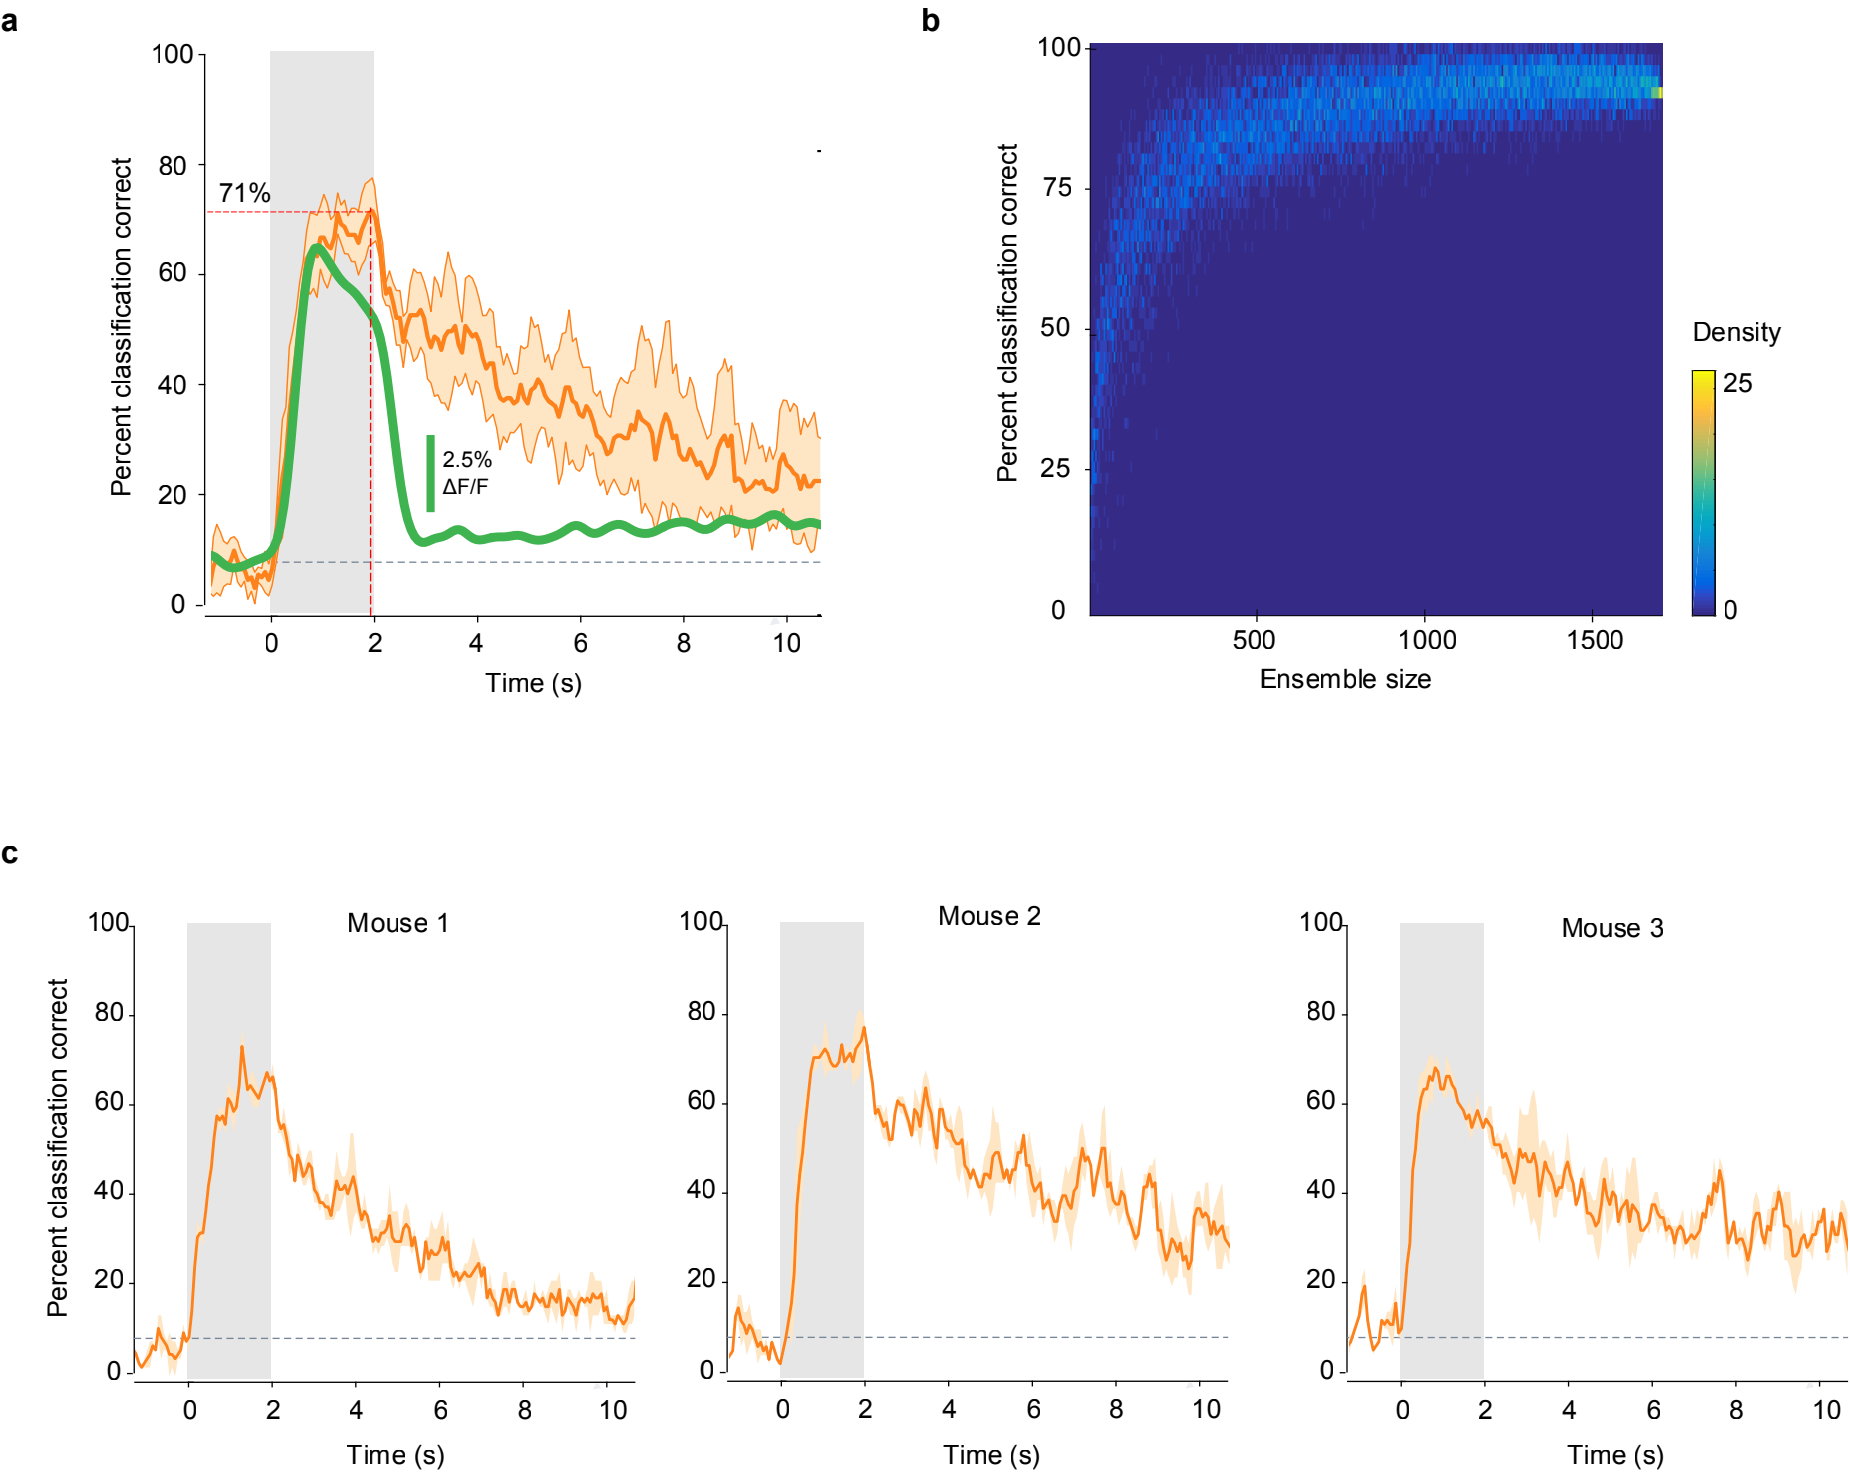 a
100
80
71%
60
40
2.5%
ΔF/F
20
0
0 2 4 6 8 10
Time (s)
Percent classification correct
b
100
75
50
25
0
500 1000 1500
Ensemble size
Percent classification correct
Density
25
0
c
Mouse 1
100
80
60
40
20
0
0 2 4 6 8 10
Time (s)
Percent classification correct
Mouse 2
100
80
60
40
20
0
0 2 4 6 8 10
Time (s)
Mouse 3
100
80
60
40
20
0
0 2 4 6 8 10
Time (s)